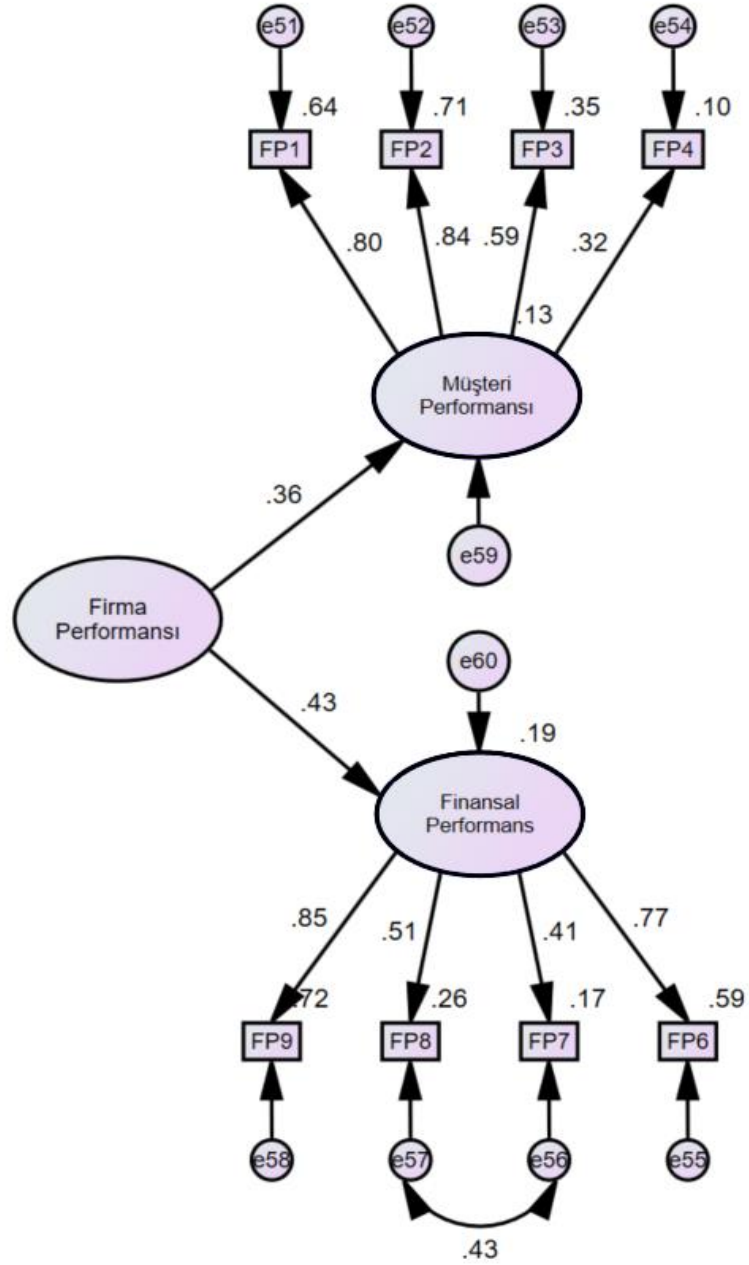 e51 e52 e53 e54
.64 .71 .35 .10
FP1 FP2 FP3 FP4
.80 .84 .59 .32
.13
Müşteri
Performansı
.36
e59
Firma
Performansı
e60
.43
.19
Finansal
Performans
.85 .51 .41 .77
.72 .26 .17 .59
FP9 FP8 FP7 FP6
e58 e57 e56 e55
.43